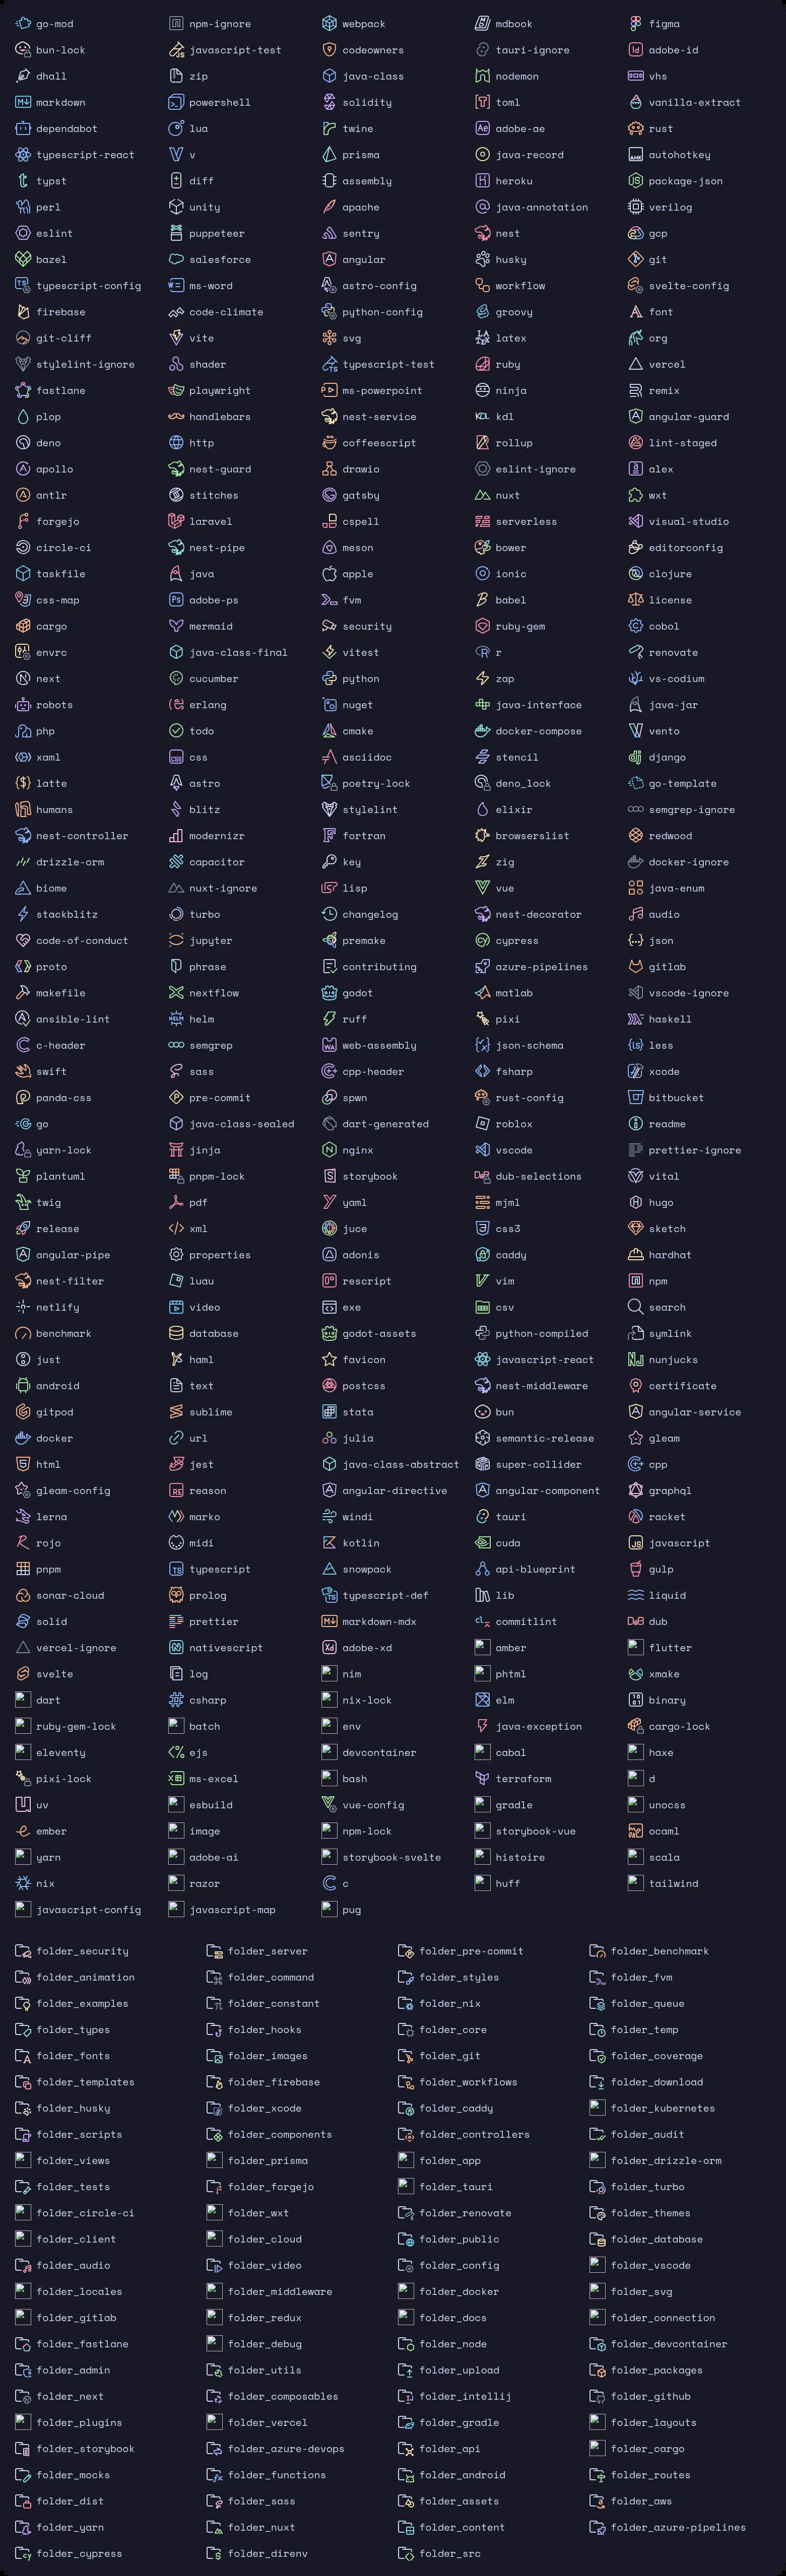 go-mod npm-ignore webpack mdbook figma
bun-lock javascript-test codeowners tauri-ignore adobe-id
dhall zip java-class nodemon vhs
markdown powershell solidity toml vanilla-extract
dependabot lua twine adobe-ae rust
typescript-react v prisma java-record autohotkey
typst diff assembly heroku package-json
perl unity apache java-annotation verilog
eslint puppeteer sentry nest gcp
bazel salesforce angular husky git
typescript-config ms-word astro-config workflow svelte-config
firebase code-climate python-config groovy font
git-cliff vite svg latex org
stylelint-ignore shader typescript-test ruby vercel
fastlane playwright ms-powerpoint ninja remix
plop handlebars nest-service kdl angular-guard
deno http coffeescript rollup lint-staged
apollo nest-guard drawio eslint-ignore alex
antlr stitches gatsby nuxt wxt
forgejo laravel cspell serverless visual-studio
circle-ci nest-pipe meson bower editorconfig
taskfile java apple ionic clojure
css-map adobe-ps fvm babel license
cargo mermaid security ruby-gem cobol
envrc java-class-final vitest r renovate
next cucumber python zap vs-codium
robots erlang nuget java-interface java-jar
php todo cmake docker-compose vento
xaml css asciidoc stencil django
latte astro poetry-lock deno_lock go-template
humans blitz stylelint elixir semgrep-ignore
nest-controller modernizr fortran browserslist redwood
drizzle-orm capacitor key zig docker-ignore
biome nuxt-ignore lisp vue java-enum
stackblitz turbo changelog nest-decorator audio
code-of-conduct jupyter premake cypress json
proto phrase contributing azure-pipelines gitlab
makefile nextflow godot matlab vscode-ignore
ansible-lint helm ruff pixi haskell
c-header semgrep web-assembly json-schema less
swift sass cpp-header fsharp xcode
panda-css pre-commit spwn rust-config bitbucket
go java-class-sealed dart-generated roblox readme
yarn-lock jinja nginx vscode prettier-ignore
plantuml pnpm-lock storybook dub-selections vital
twig pdf yaml mjml hugo
release xml juce css3 sketch
angular-pipe properties adonis caddy hardhat
nest-filter luau rescript vim npm
netlify video exe csv search
benchmark database godot-assets python-compiled symlink
just haml favicon javascript-react nunjucks
android text postcss nest-middleware certificate
gitpod sublime stata bun angular-service
docker url julia semantic-release gleam
html jest java-class-abstract super-collider cpp
gleam-config reason angular-directive angular-component graphql
lerna marko windi tauri racket
rojo midi kotlin cuda javascript
pnpm typescript snowpack api-blueprint gulp
sonar-cloud prolog typescript-def lib liquid
solid prettier markdown-mdx commitlint dub
vercel-ignore nativescript adobe-xd amber flutter
svelte log nim phtml xmake
dart csharp nix-lock elm binary
ruby-gem-lock batch env java-exception cargo-lock
eleventy ejs devcontainer cabal haxe
pixi-lock ms-excel bash terraform d
uv esbuild vue-config gradle unocss
ember image npm-lock storybook-vue ocaml
yarn adobe-ai storybook-svelte histoire scala
nix razor c huff tailwind
javascript-config javascript-map pug
folder_security folder_server folder_pre-commit folder_benchmark
folder_animation folder_command folder_styles folder_fvm
folder_examples folder_constant folder_nix folder_queue
folder_types folder_hooks folder_core folder_temp
folder_fonts folder_images folder_git folder_coverage
folder_templates folder_firebase folder_workflows folder_download
folder_husky folder_xcode folder_caddy folder_kubernetes
folder_scripts folder_components folder_controllers folder_audit
folder_views folder_prisma folder_app folder_drizzle-orm
folder_tests folder_forgejo folder_tauri folder_turbo
folder_circle-ci folder_wxt folder_renovate folder_themes
folder_client folder_cloud folder_public folder_database
folder_audio folder_video folder_config folder_vscode
folder_locales folder_middleware folder_docker folder_svg
folder_gitlab folder_redux folder_docs folder_connection
folder_fastlane folder_debug folder_node folder_devcontainer
folder_admin folder_utils folder_upload folder_packages
folder_next folder_composables folder_intellij folder_github
folder_plugins folder_vercel folder_gradle folder_layouts
folder_storybook folder_azure-devops folder_api folder_cargo
folder_mocks folder_functions folder_android folder_routes
folder_dist folder_sass folder_assets folder_aws
folder_yarn folder_nuxt folder_content folder_azure-pipelines
folder_cypress folder_direnv folder_src